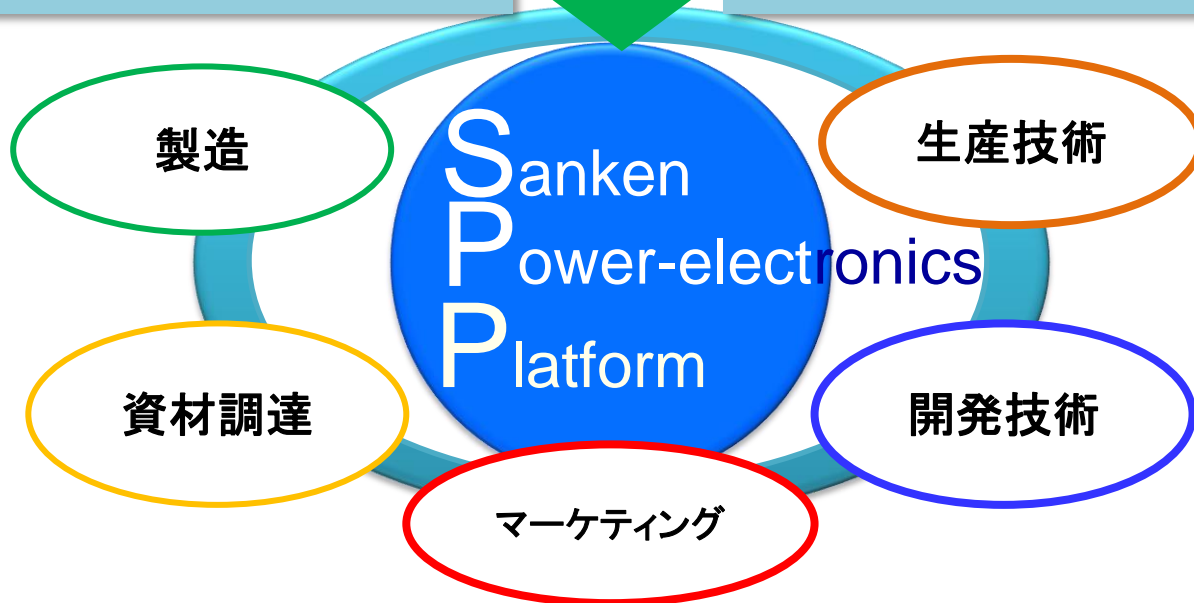 製造
生産技術
Sanken
Power-electronics
Platform
資材調達
開発技術
マーケティング